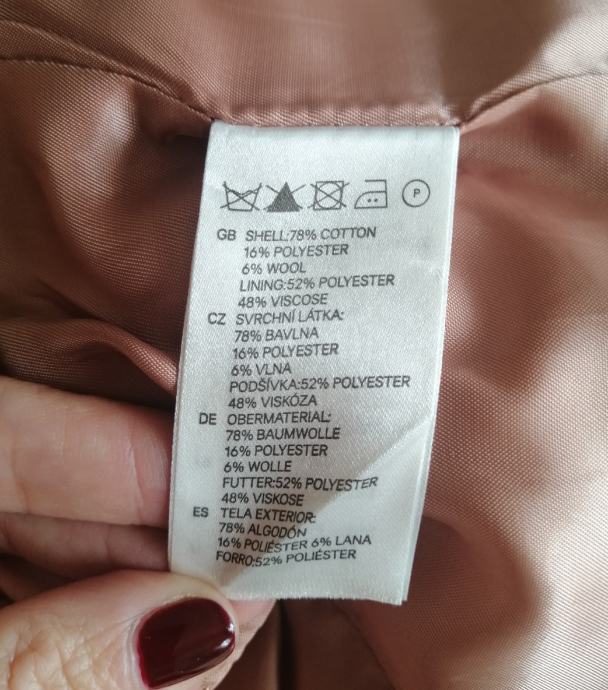 P
GB SHELL:78% COTTON
16% POLYESTER
6% WOOL
LINING:52% POLYESTER
48% VISCOSE
CZ SVRCHNÍ LÁTKA:
78% BAVLNA
16% POLYESTER
6% VLNA
PODŠÍVKA:52% POLYESTER
48% VISKÓZA
DE OBERMATERIAL:
78% BAUMWOLLE
16% POLYESTER
6% WOLLE
FUTTER:52% POLYESTER
48% VISKOSE
ES TELA EXTERIOR:
78% ALGODÓN
16% POLIÉSTER 6% LANA
FORRO:52% POLIÉSTER